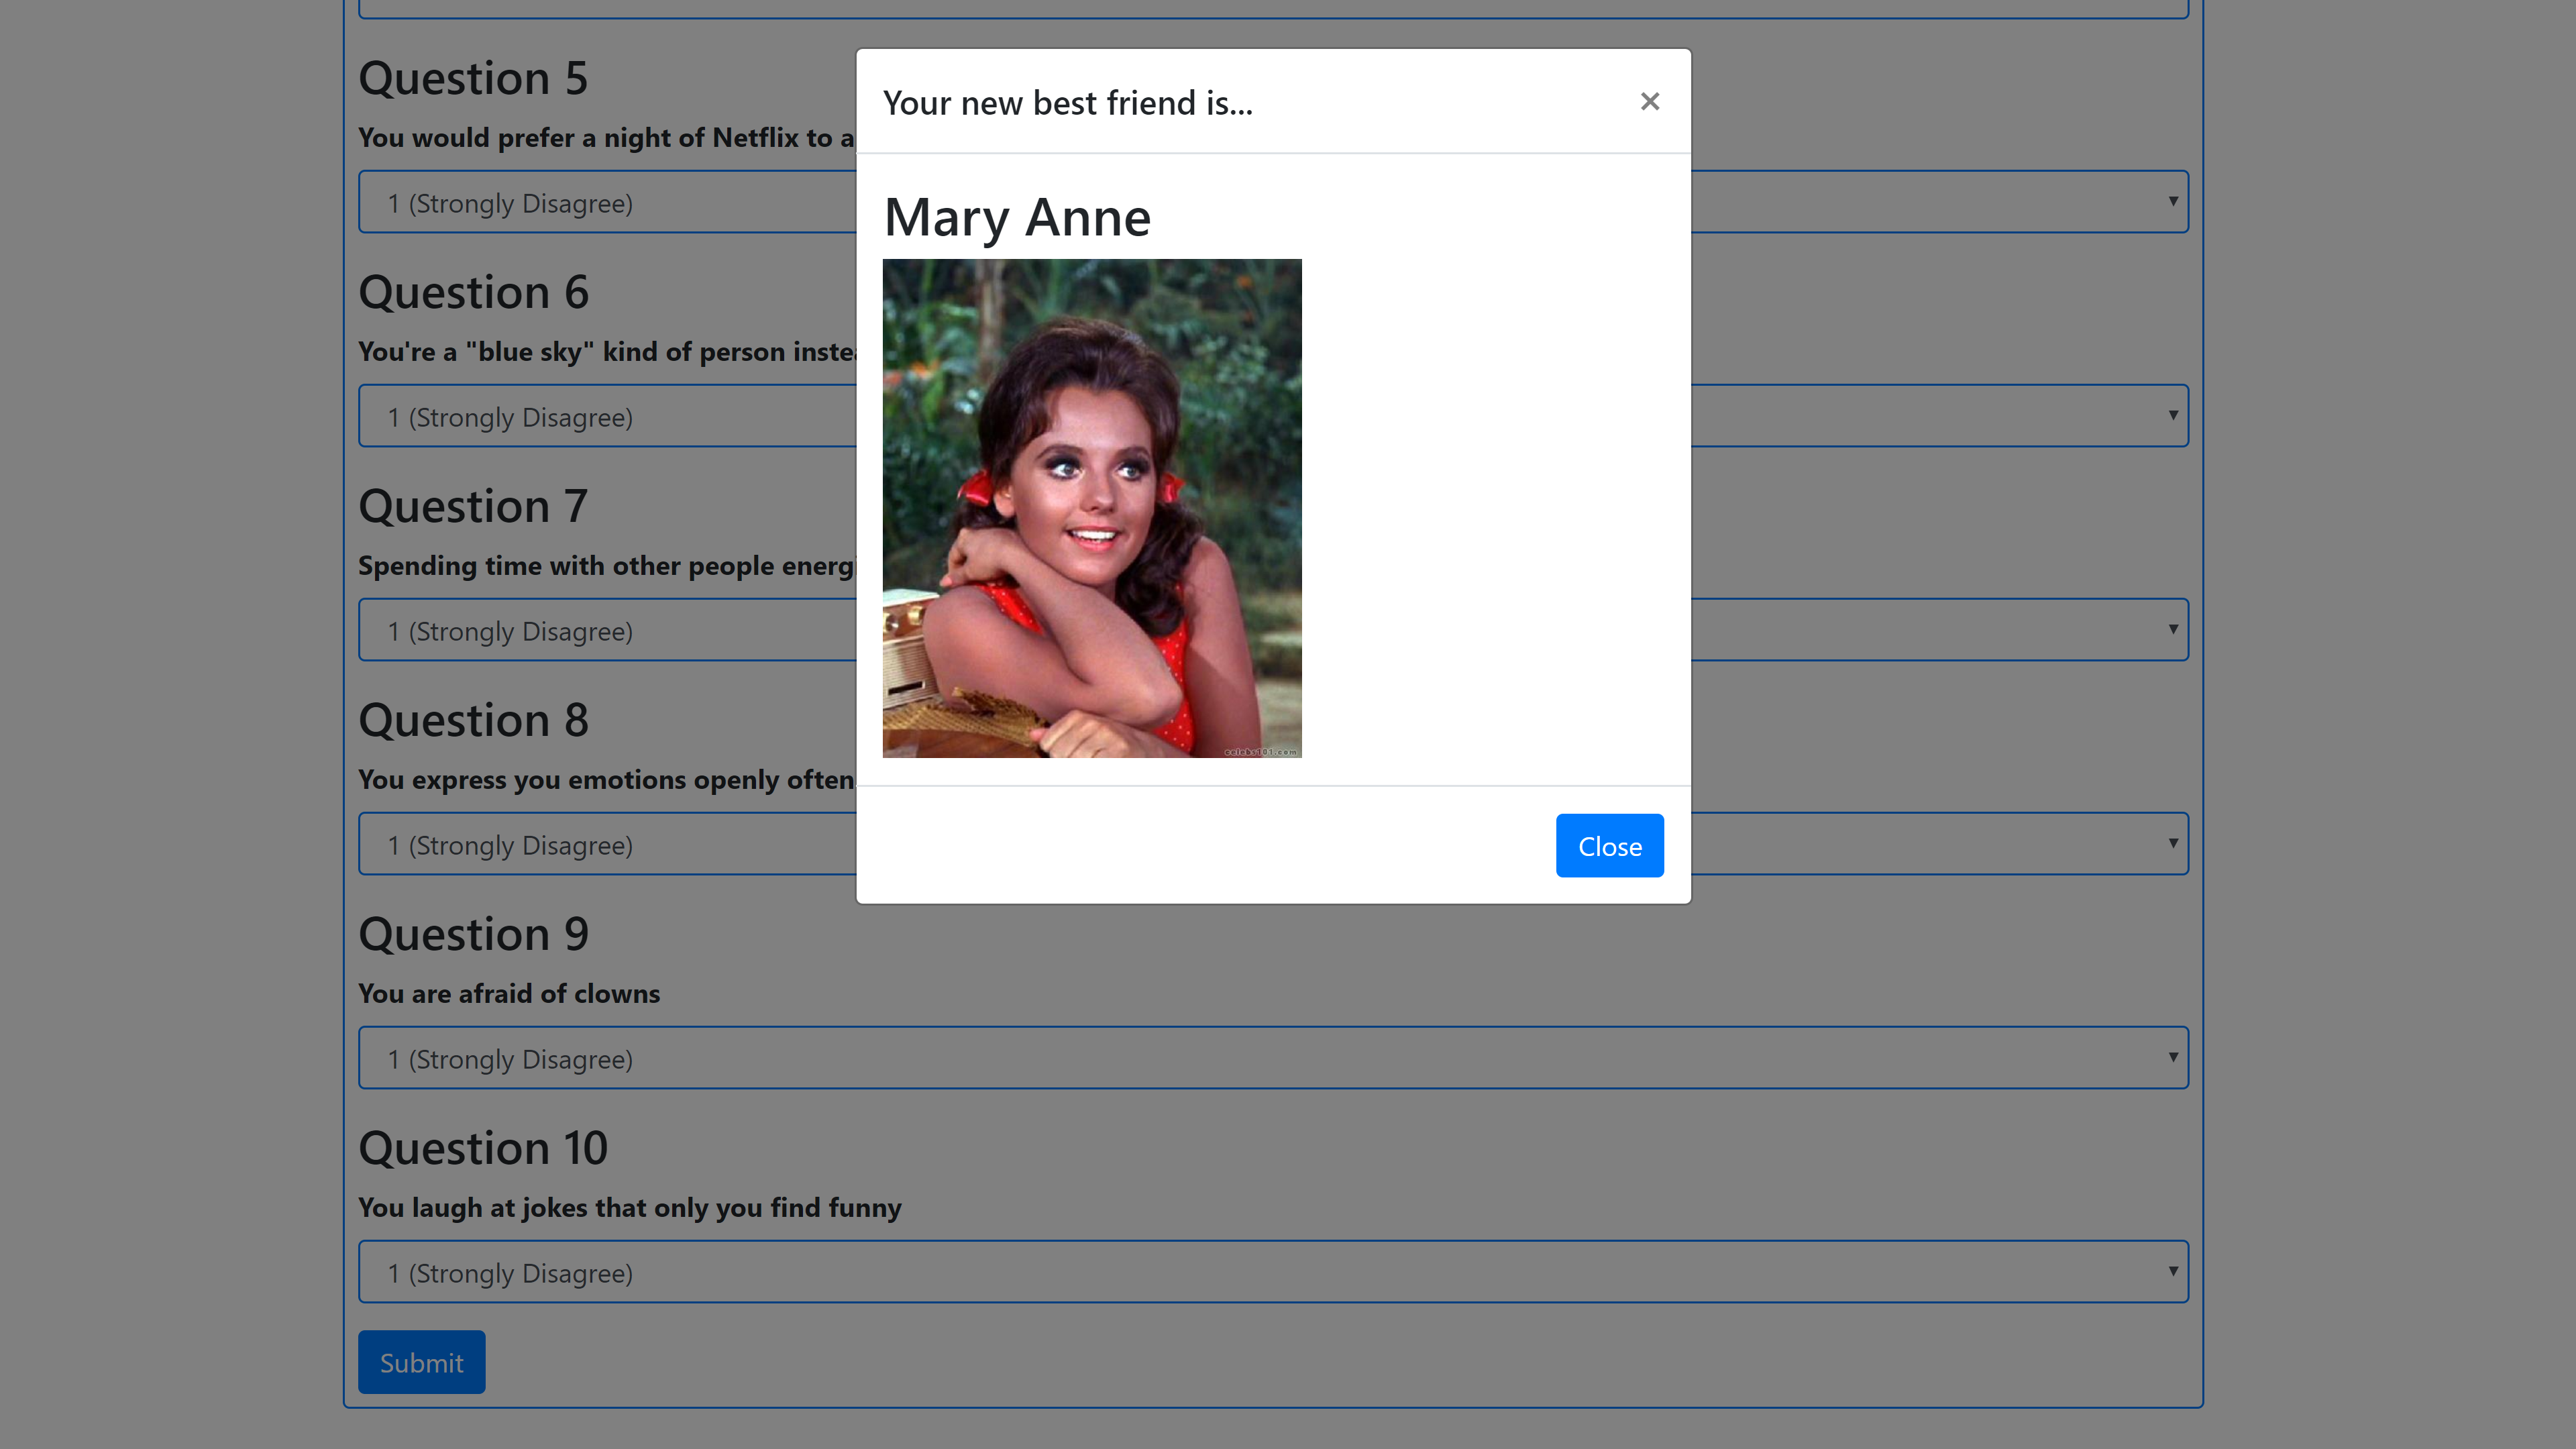 Your new best friend is...
×
Mary Anne
celebs101.com
Close
Question 5
You would prefer a night of Netflix to a
1 (Strongly Disagree)
Question 6
You're a "blue sky" kind of person
1 (Strongly Disagree)
Question 7
Spending time with other people
1 (Strongly Disagree)
Question 8
You express you emotions openly often
1 (Strongly Disagree)
Question 9
You are afraid of clowns
1 (Strongly Disagree)
Question 10
You laugh at jokes that only you find funny
1 (Strongly Disagree)
Submit